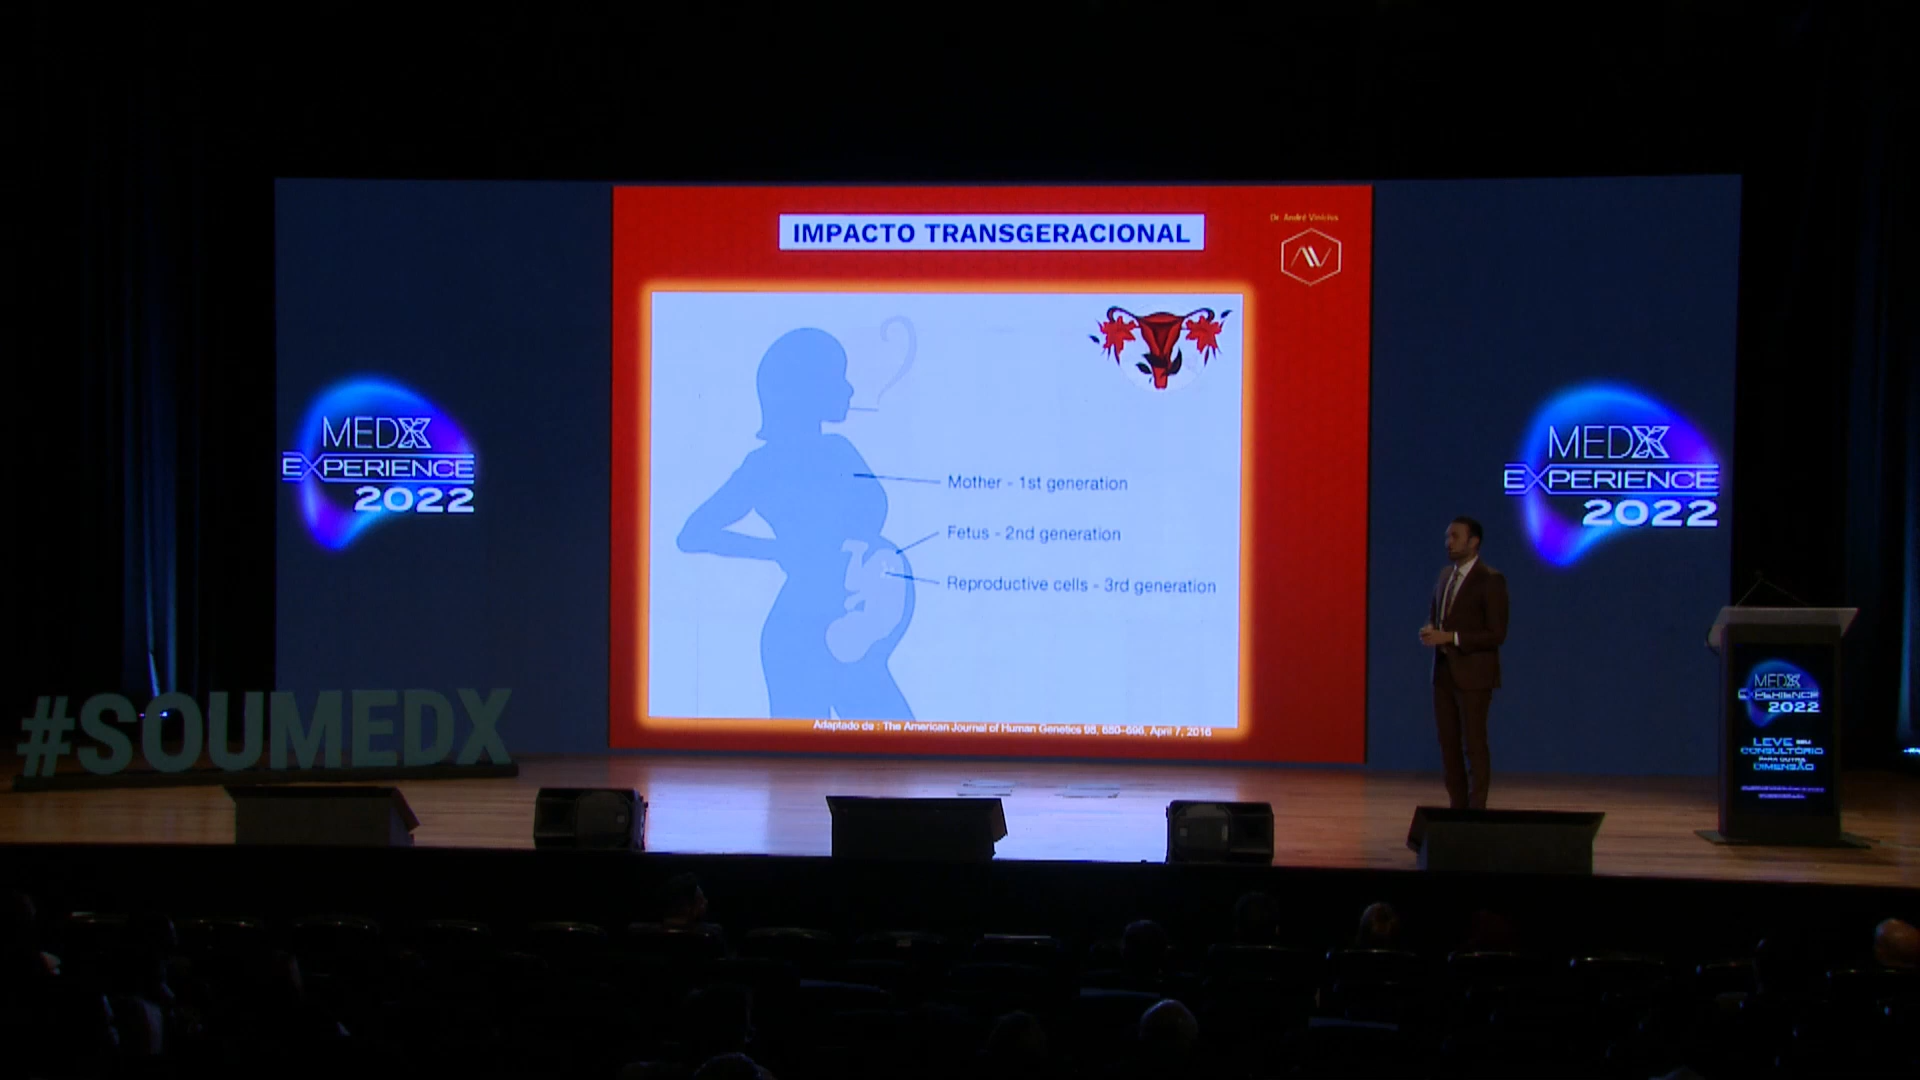 IMPACTO TRANSGERACIONAL
Dr. André Vinícius
Mother - 1st generation
Fetus - 2nd generation
Reproductive cells - 3rd generation
Adaptado de : The American Journal of Human Genetics 98, 680–696, April 7, 2016
MEDX
EXPERIENCE
2022
MEDX
EXPERIENCE
2022
#SOUMEDX
MEDX
EXPERIENCE
2022
LEVE SEU
CONSULTÓRIO
PARA OUTRA
DIMENSÃO